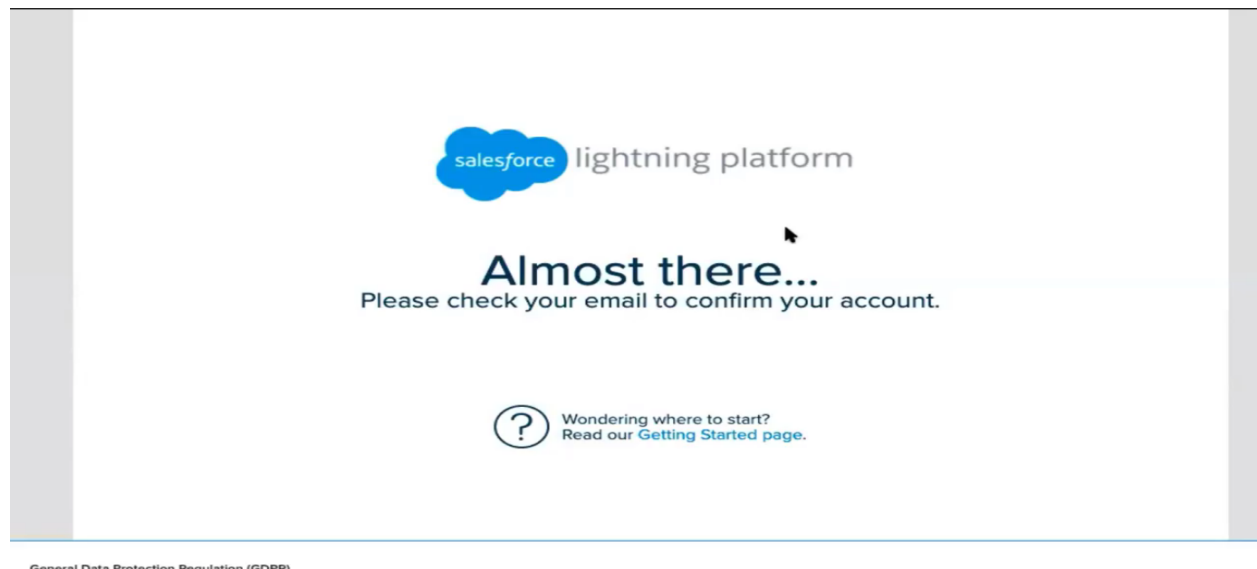 salesforce lightning platform
Almost there...
Please check your email to confirm your account.
? Wondering where to start?
Read our Getting Started page.
General Data Protection Regulation (GDPR)